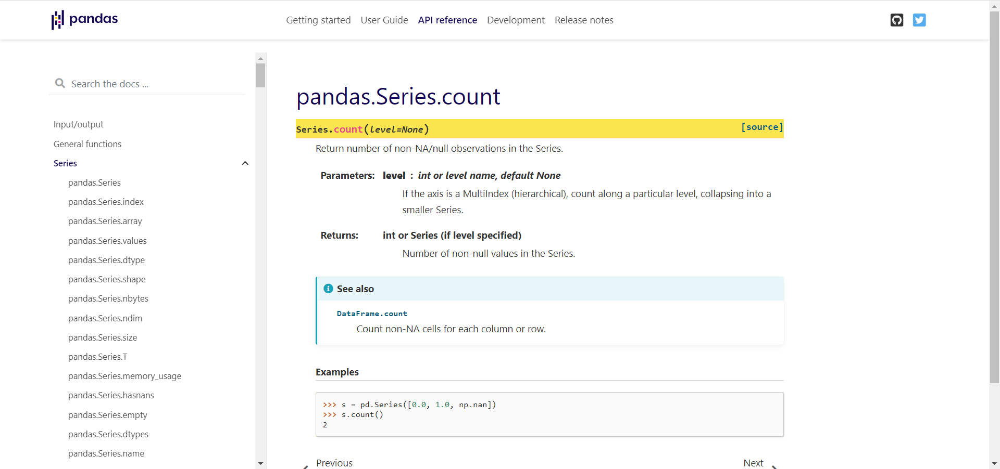 pandas
Getting started User Guide API reference Development Release notes
Search the docs ...
Input/output
General functions
Series
pandas.Series
pandas.Series.index
pandas.Series.array
pandas.Series.values
pandas.Series.dtype
pandas.Series.shape
pandas.Series.nbytes
pandas.Series.ndim
pandas.Series.size
pandas.Series.T
pandas.Series.memory_usage
pandas.Series.hasnans
pandas.Series.empty
pandas.Series.dtypes
pandas.Series.name
pandas.Series.count
Series.count(level=None) [source]
Return number of non-NA/null observations in the Series.
Parameters: level : int or level name, default None
If the axis is a MultiIndex (hierarchical), count along a particular level, collapsing into a
smaller Series.
Returns: int or Series (if level specified)
Number of non-null values in the Series.
See also
DataFrame.count
Count non-NA cells for each column or row.
Examples
>>> s = pd.Series([0.0, 1.0, np.nan])
>>> s.count()
2
Previous Next